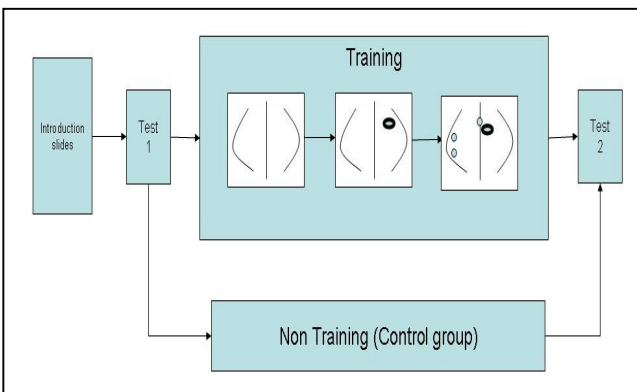 Training
Introduction
slides
Test
1
Test
2
Non Training (Control group)